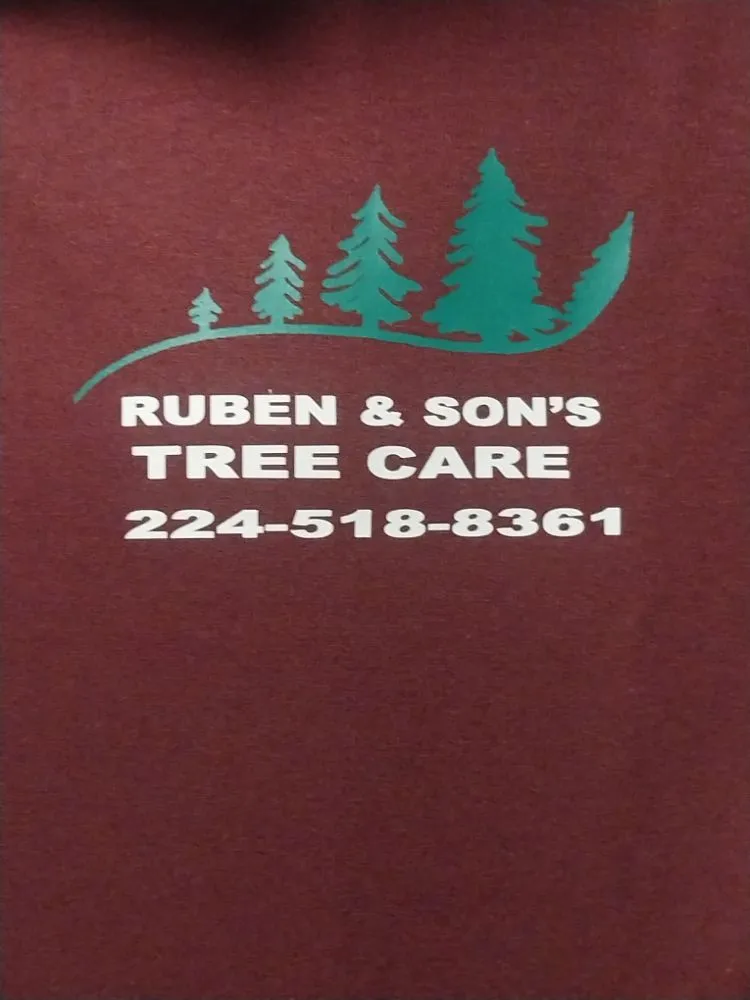 RUBEN & SON'S
TREE CARE
224-518-8361